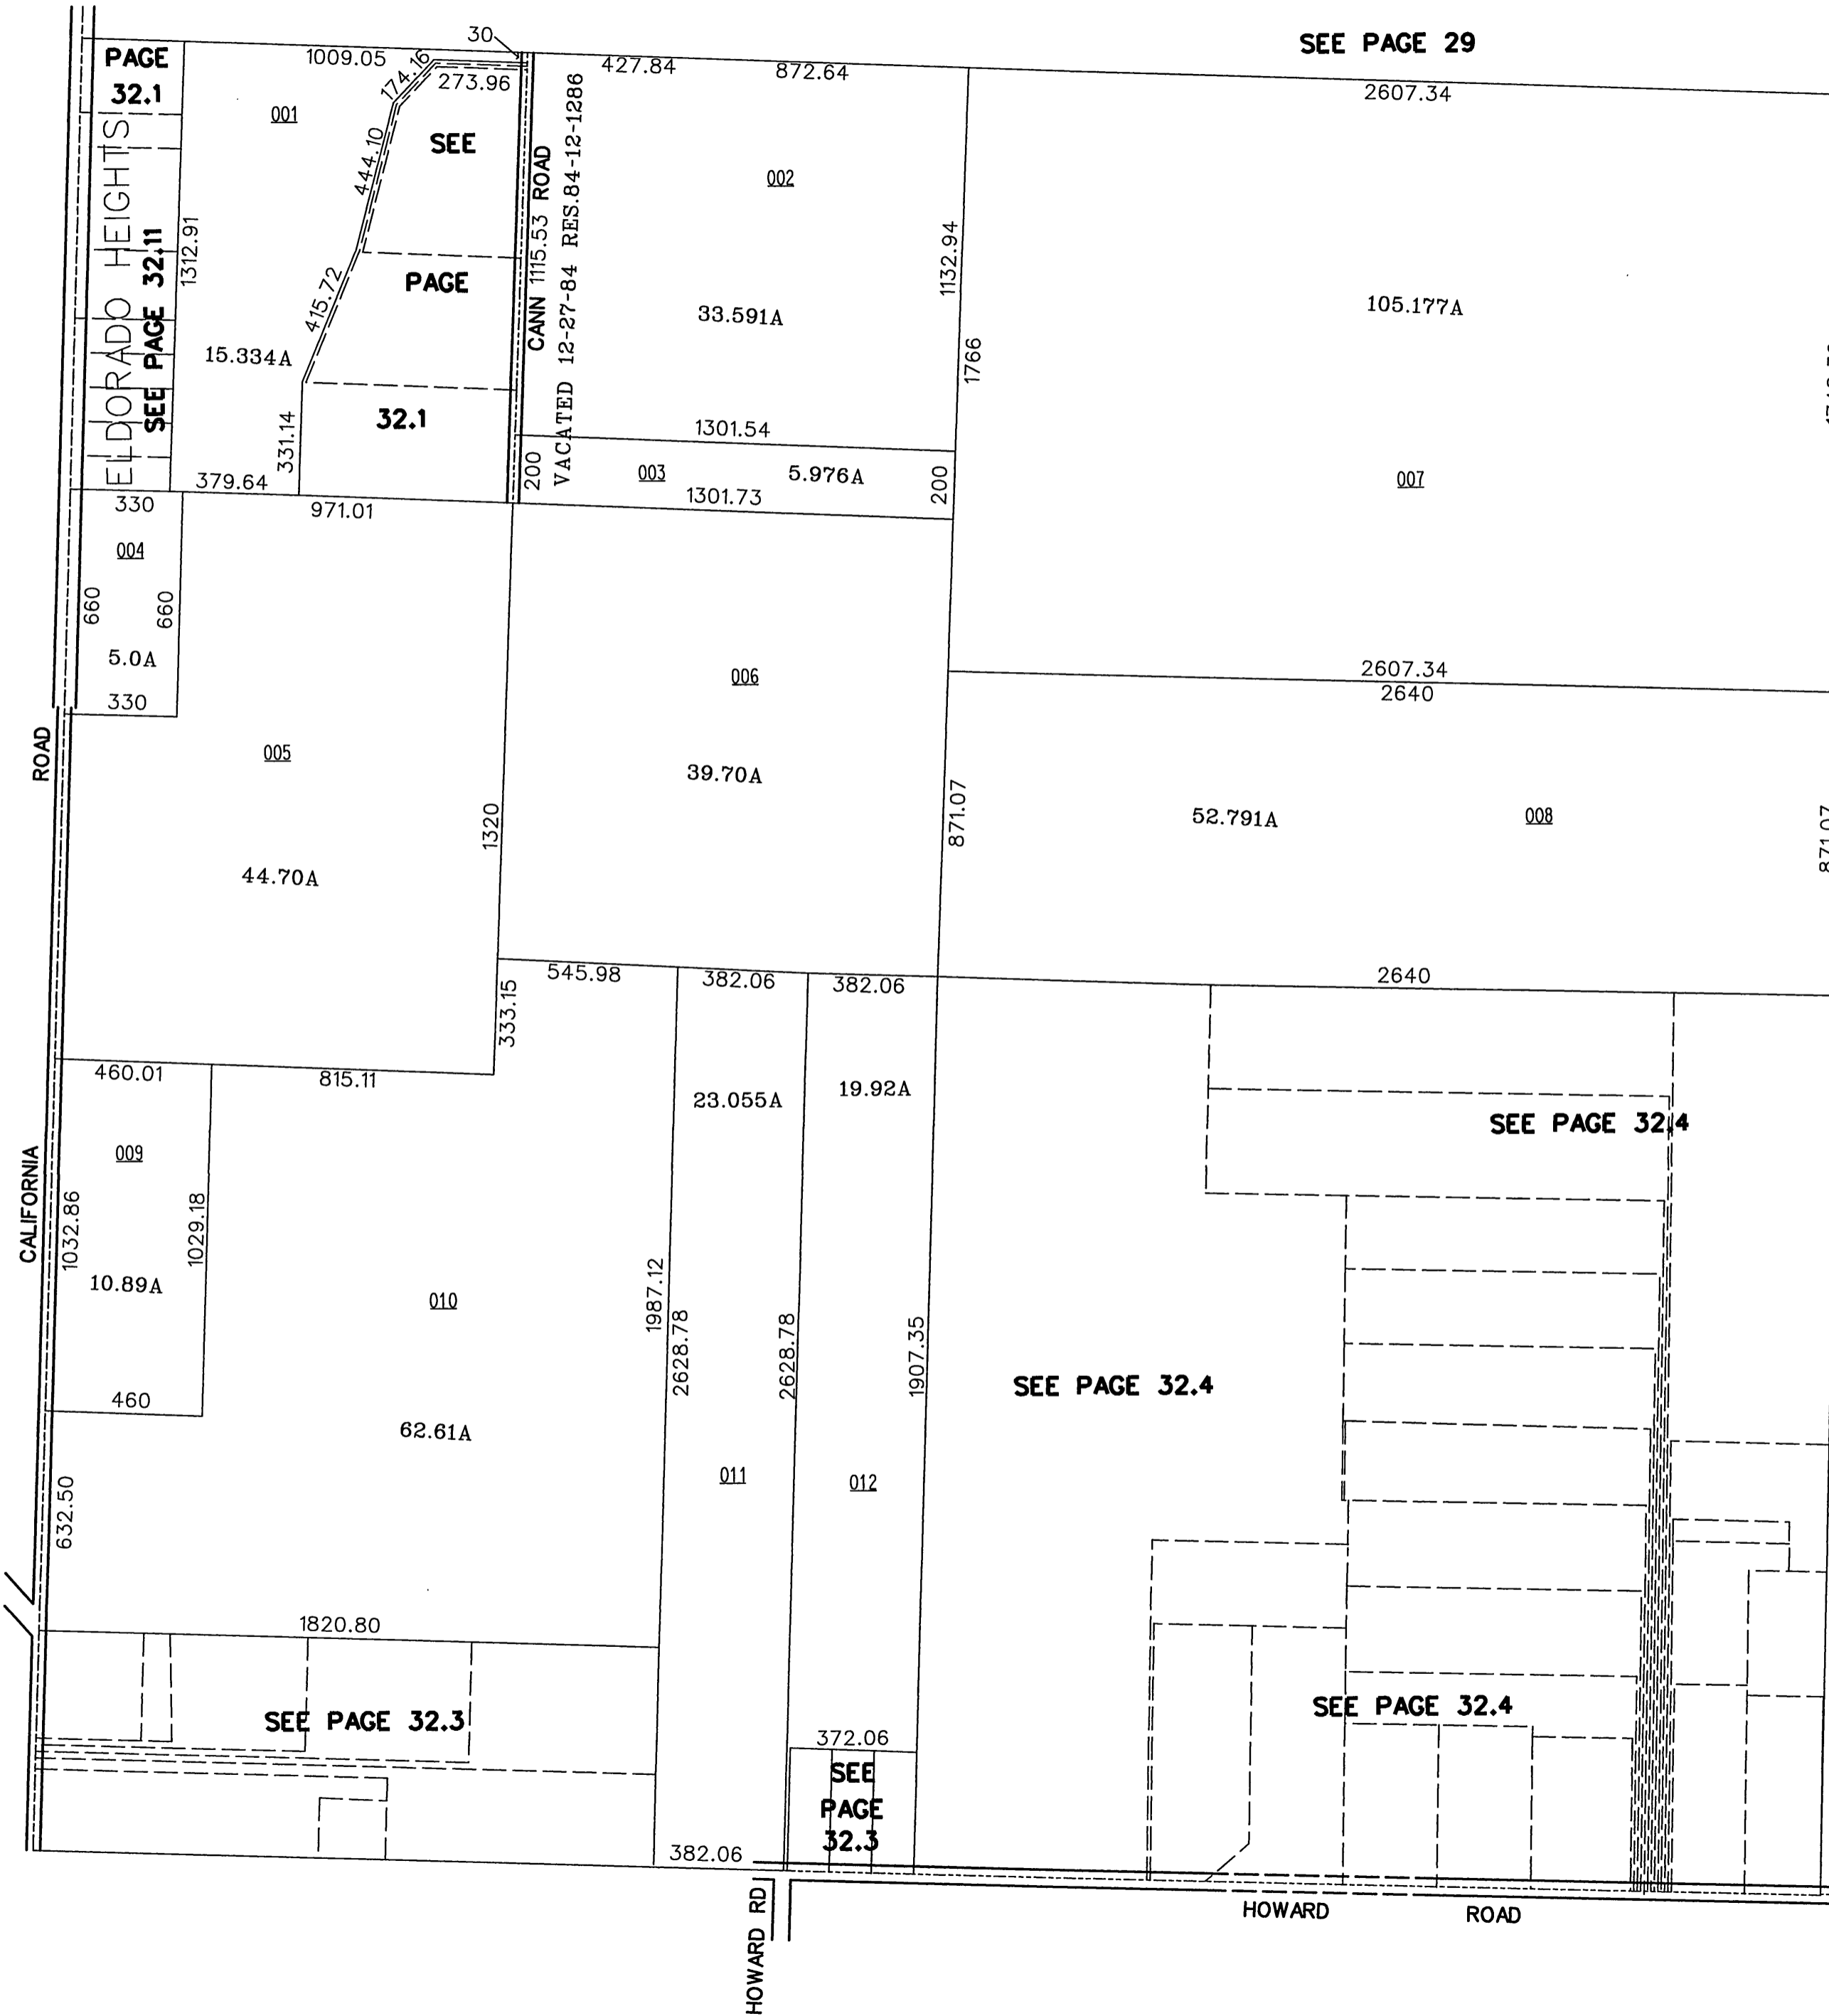 SEE PAGE 29
PAGE
32.1
ELDORADO HEIGHTS
SEE PAGE 32.11
1009.05
30
174.16
273.96
427.84
872.64
2607.34
001
444.10
SEE
PAGE
32.1
415.72
1312.91
15.334A
331.14
379.64
CANN 1115.53 ROAD
VACATED 12-27-84 RES.84-12-1286
002
33.591A
1132.94
1766
1301.54
200
003
5.976A
200
1301.73
105.177A
007
2607.34
2640
330
971.01
004
660
660
5.0A
330
005
44.70A
1320
006
39.70A
871.07
52.791A
008
871.07
2640
ROAD
CALIFORNIA
545.98
382.06
382.06
333.15
460.01
815.11
009
1032.86
1029.18
10.89A
460
010
62.61A
632.50
1987.12
2628.78
23.055A
011
2628.78
19.92A
012
1907.35
SEE PAGE 32.4
SEE PAGE 32.4
SEE PAGE 32.4
1820.80
SEE PAGE 32.3
372.06
SEE
PAGE
32.3
382.06
HOWARD RD
HOWARD ROAD